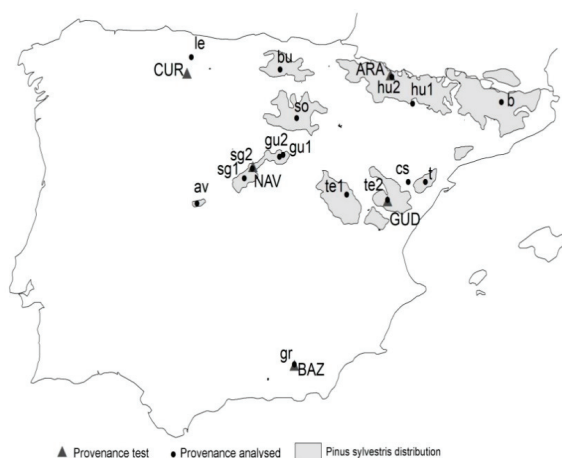 le
CUR
bu
ARA
hu2
hu1
b
so
gu2
gu1
sg2
sg1
NAV
av
te1
te2
cs
t
GUD
gr
BAZ
Provenance test
Provenance analysed
Pinus sylvestris distribution